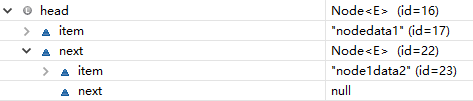 head Node<E> (id=16)
item "nodedata1" (id=17)
next Node<E> (id=22)
item "node1data2" (id=23)
next null